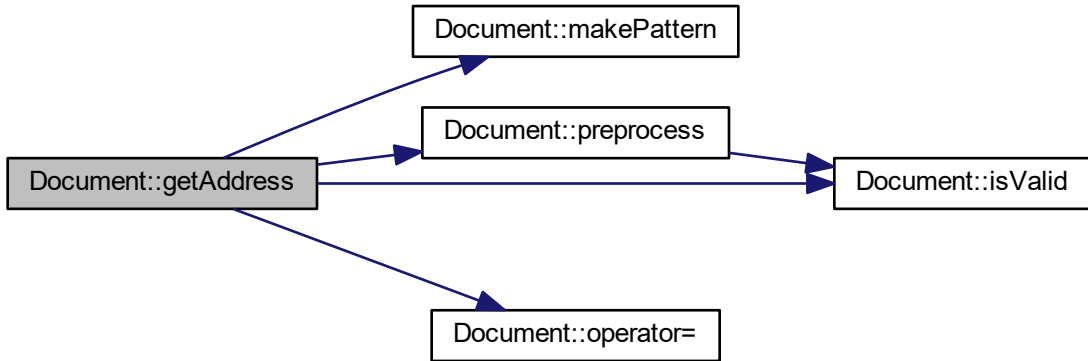 Document::makePattern
Document::preprocess
Document::getAddress
Document::isValid
Document::operator=